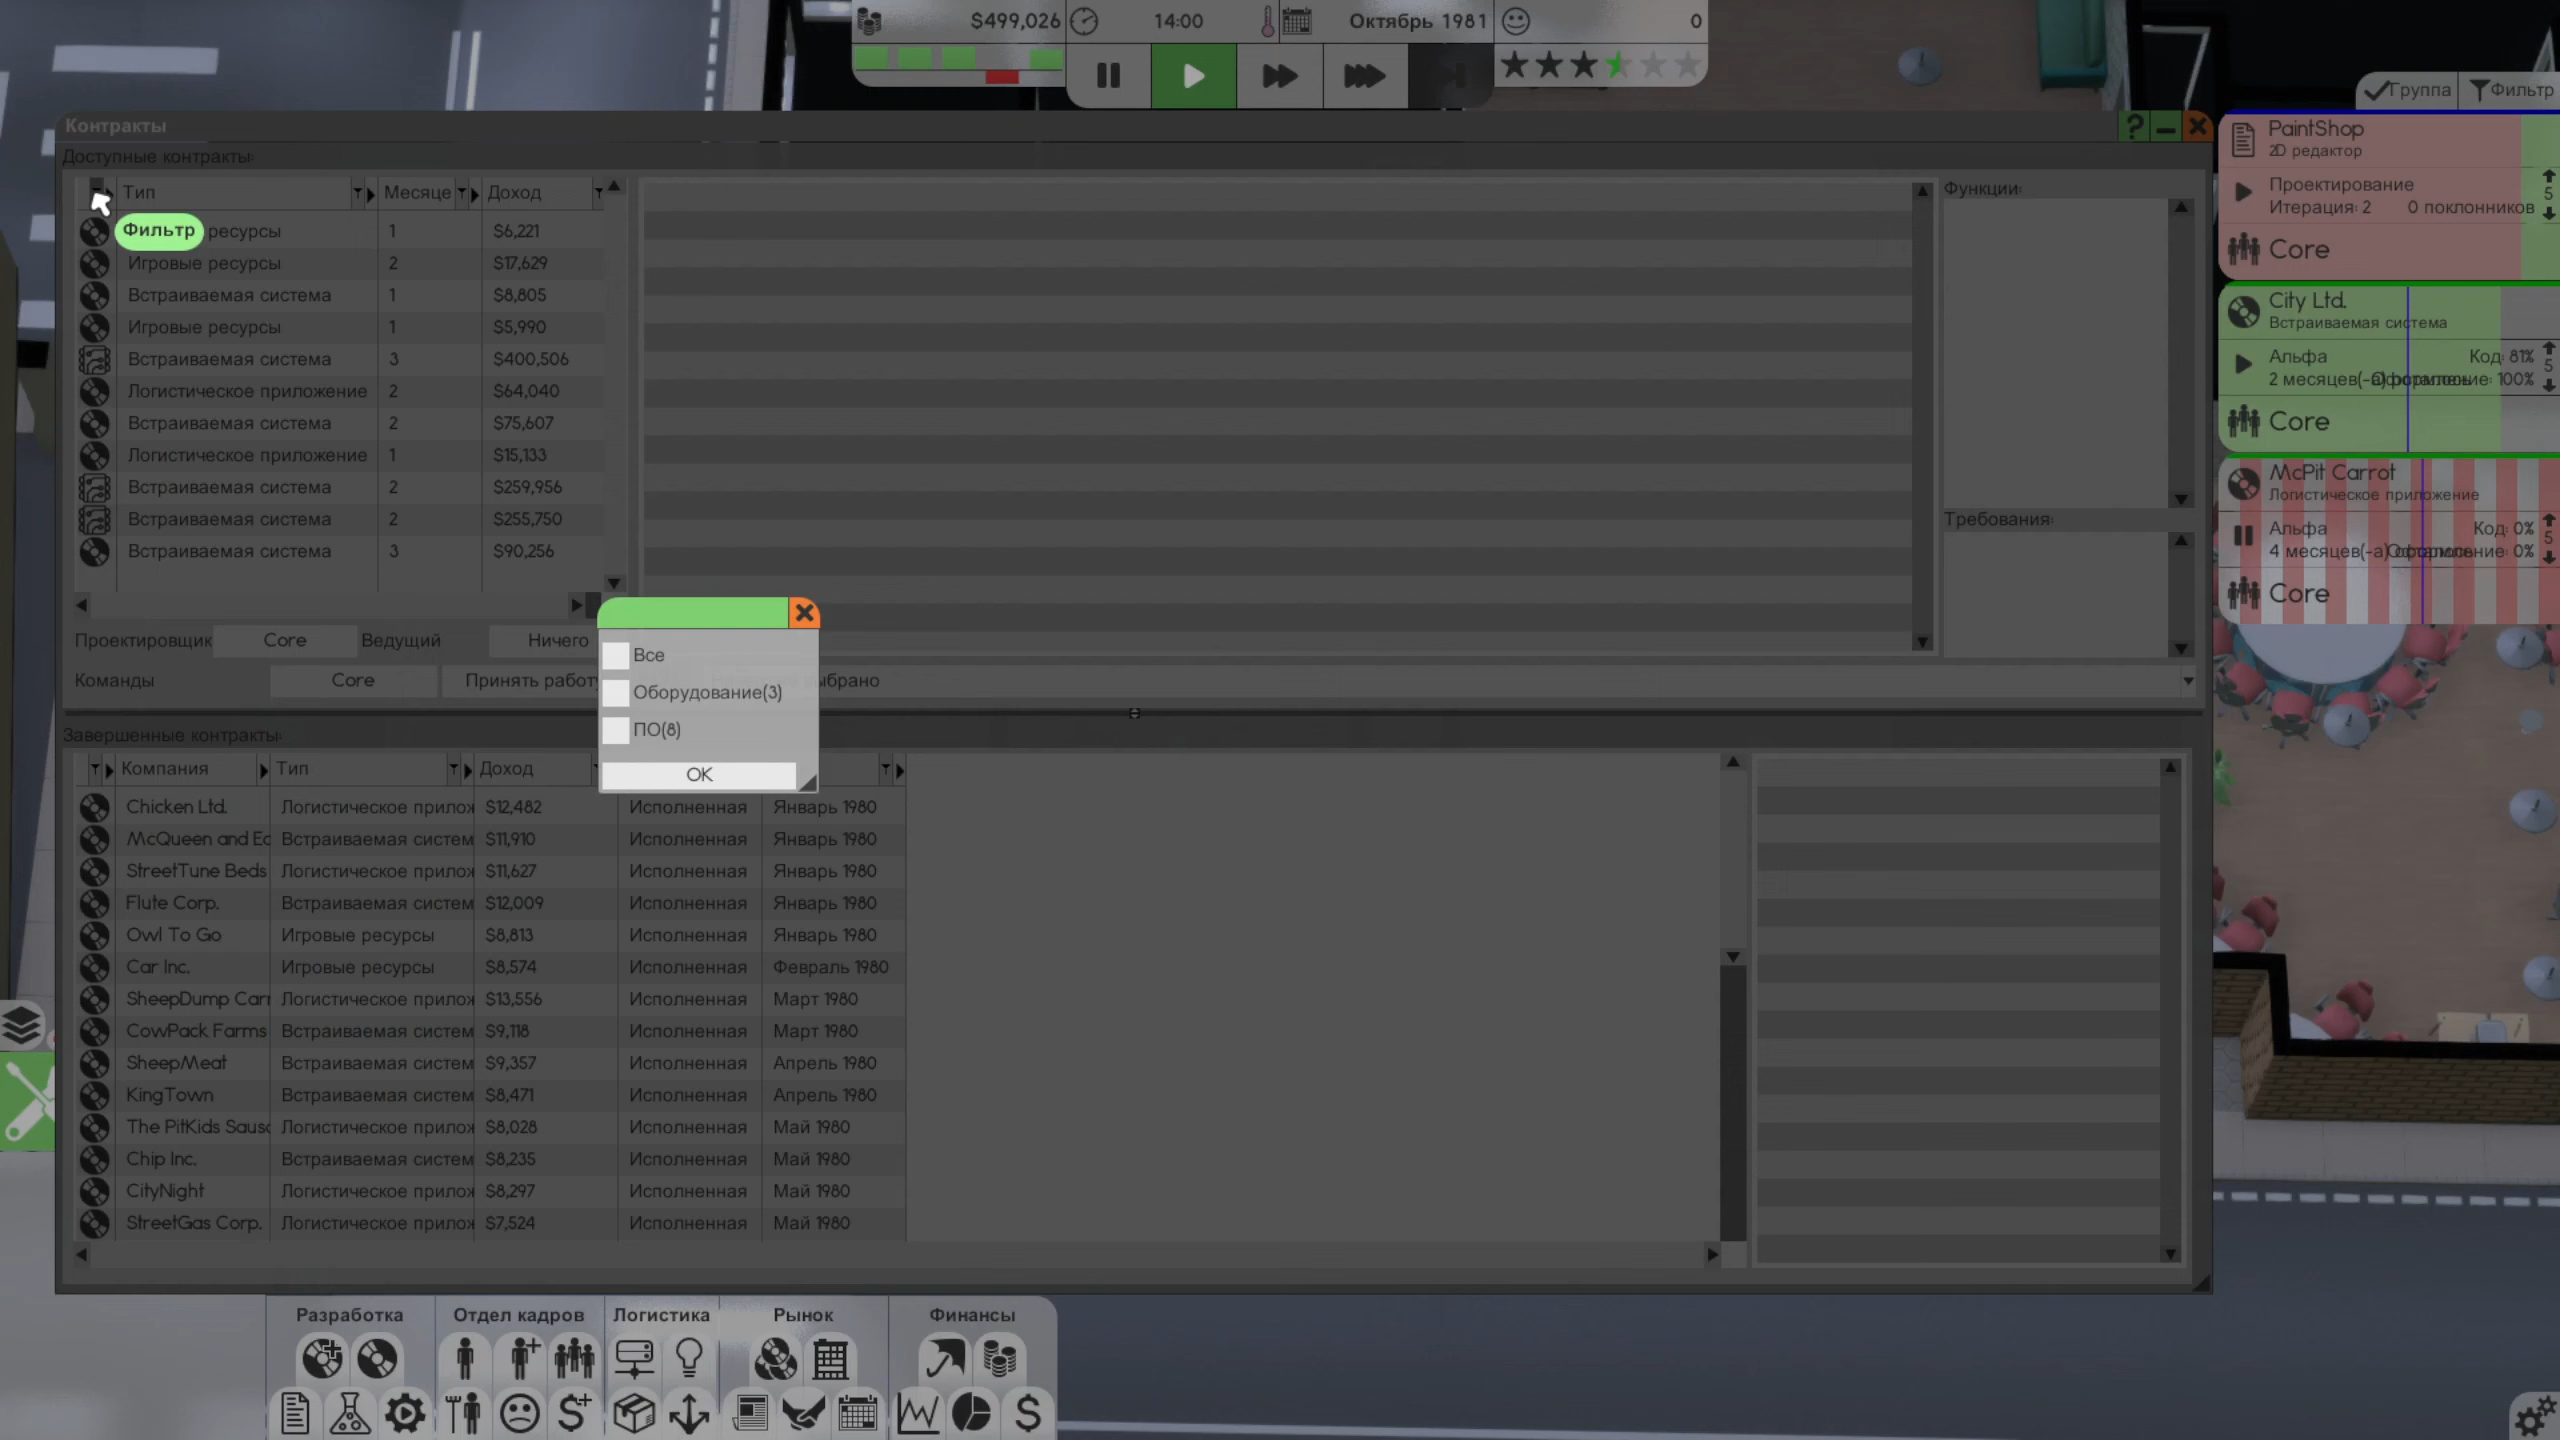 $499,026
14:00
Октябрь 1981
0
Группа
Фильтр
Контракты
Доступные контракты:
Тип
Месяце
Доход
Фильтр
ресурсы 1 $6,221
Игровые ресурсы 2 $17,629
Встраиваемая система 1 $8,805
Игровые ресурсы 1 $5,990
Встраиваемая система 3 $400,506
Логистическое приложение 2 $64,040
Встраиваемая система 2 $75,607
Логистическое приложение 1 $15,133
Встраиваемая система 2 $259,956
Встраиваемая система 2 $255,750
Встраиваемая система 3 $90,256
Проектировщик Core Ведущий Ничего
Команды Core Принять работу
Функции:
Требования:
Все
Оборудование(3)
ПО(8)
OK
Завершенные контракты:
Компания Тип Доход
Chicken Ltd. Логистическое прилож $12,482 Исполненная Январь 1980
McQueen and Ec Встраиваемая систем $11,910 Исполненная Январь 1980
StreetTune Beds Логистическое прилож $11,627 Исполненная Январь 1980
Flute Corp. Встраиваемая систем $12,009 Исполненная Январь 1980
Owl To Go Игровые ресурсы $8,813 Исполненная Январь 1980
Car Inc. Игровые ресурсы $8,574 Исполненная Февраль 1980
SheepDump Carr Логистическое прилож $13,556 Исполненная Март 1980
CowPack Farms Встраиваемая систем $9,118 Исполненная Март 1980
SheepMeat Встраиваемая систем $9,357 Исполненная Апрель 1980
KingTown Встраиваемая систем $8,471 Исполненная Апрель 1980
The PitKids Sausc Логистическое прилож $8,028 Исполненная Май 1980
Chip Inc. Встраиваемая систем $8,235 Исполненная Май 1980
CityNight Логистическое прилож $8,297 Исполненная Май 1980
StreetGas Corp. Логистическое прилож $7,524 Исполненная Май 1980
PaintShop
2D редактор
Проектирование
Итерация: 2 0 поклонников
5
Core
City Ltd.
Встраиваемая система
Альфа Код: 81%
2 месяцев(-а) 100%
5
Core
McPit Carrot
Логистическое приложение
Альфа Код: 0%
4 месяцев(-а) 0%
5
Core
Разработка
Отдел кадров
Логистика
Рынок
Финансы